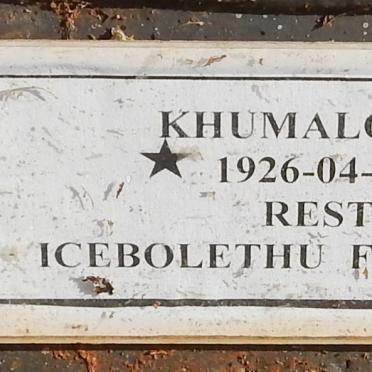 KHUMALO
★ 1926-04-
REST
ICEBOLETHU F